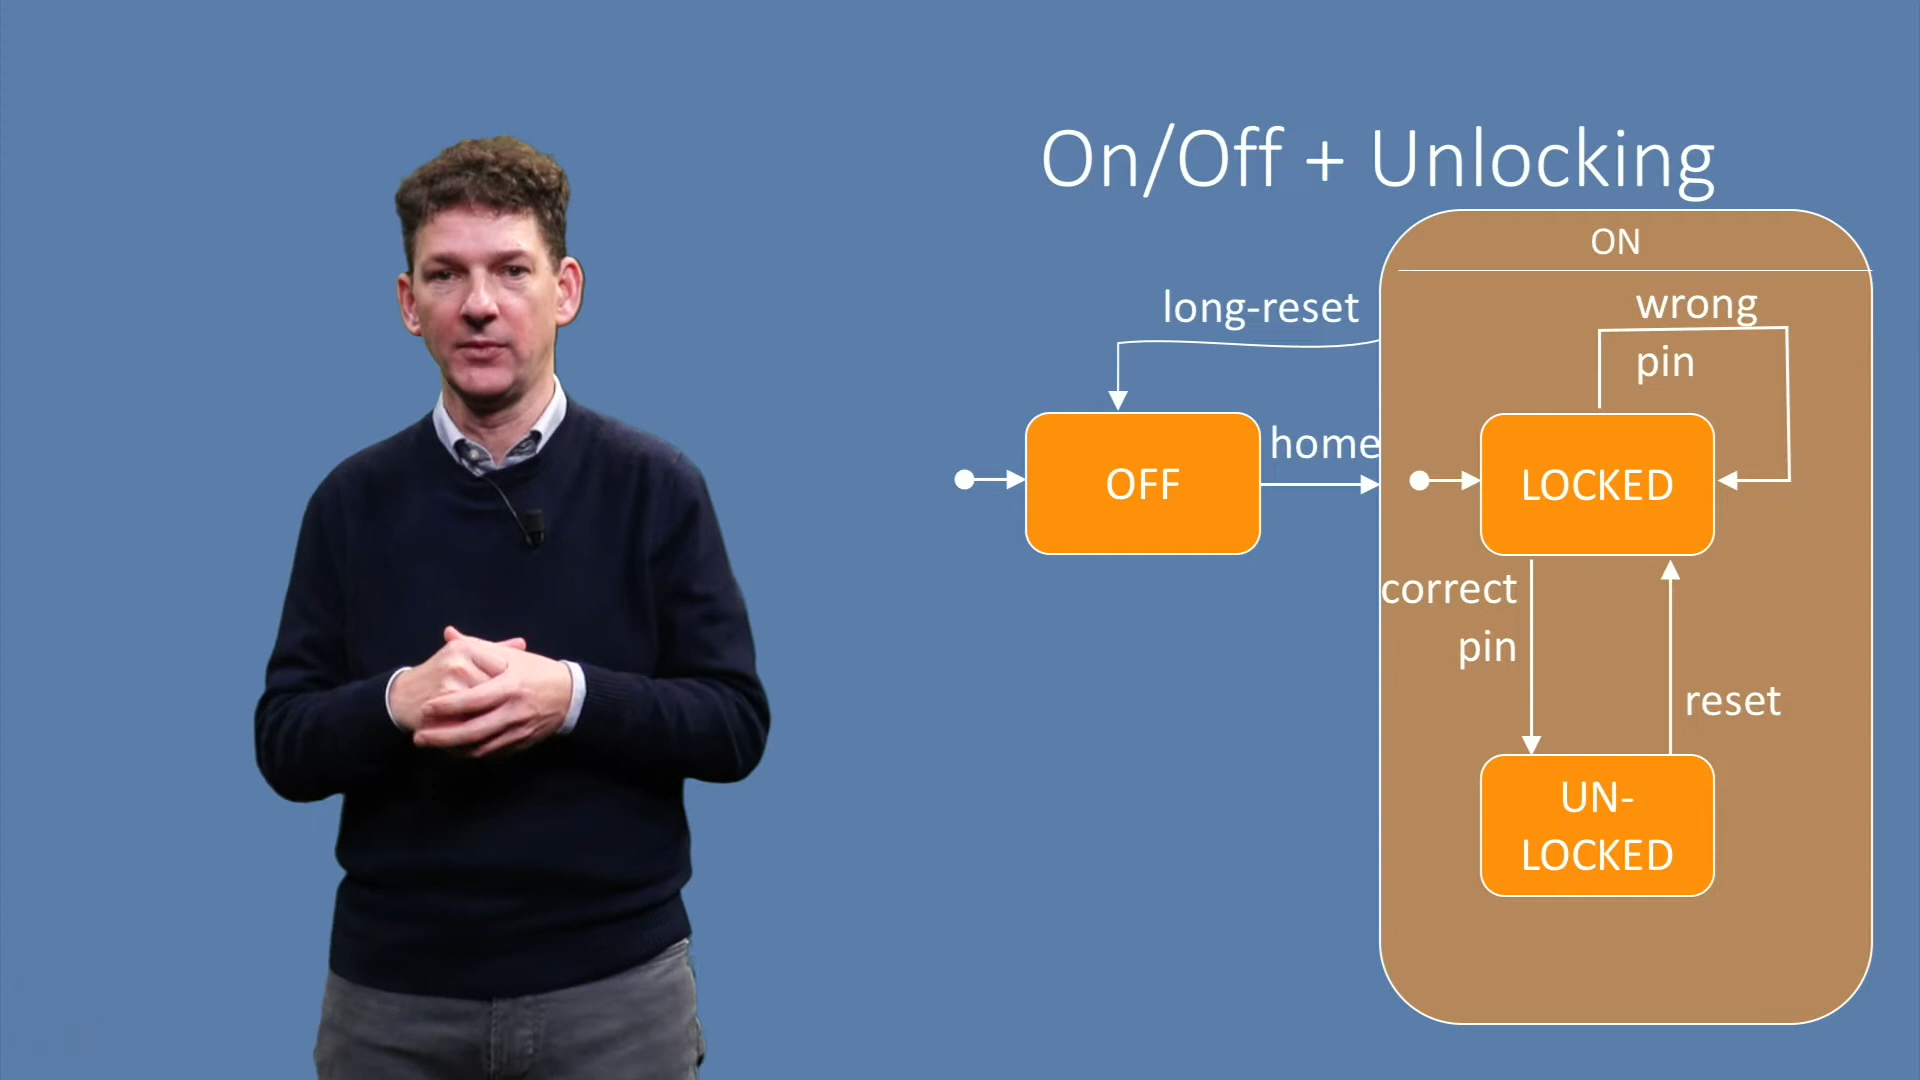 On/Off + Unlocking
ON
long-reset
wrong
pin
home
OFF
LOCKED
correct
pin
reset
UN-
LOCKED